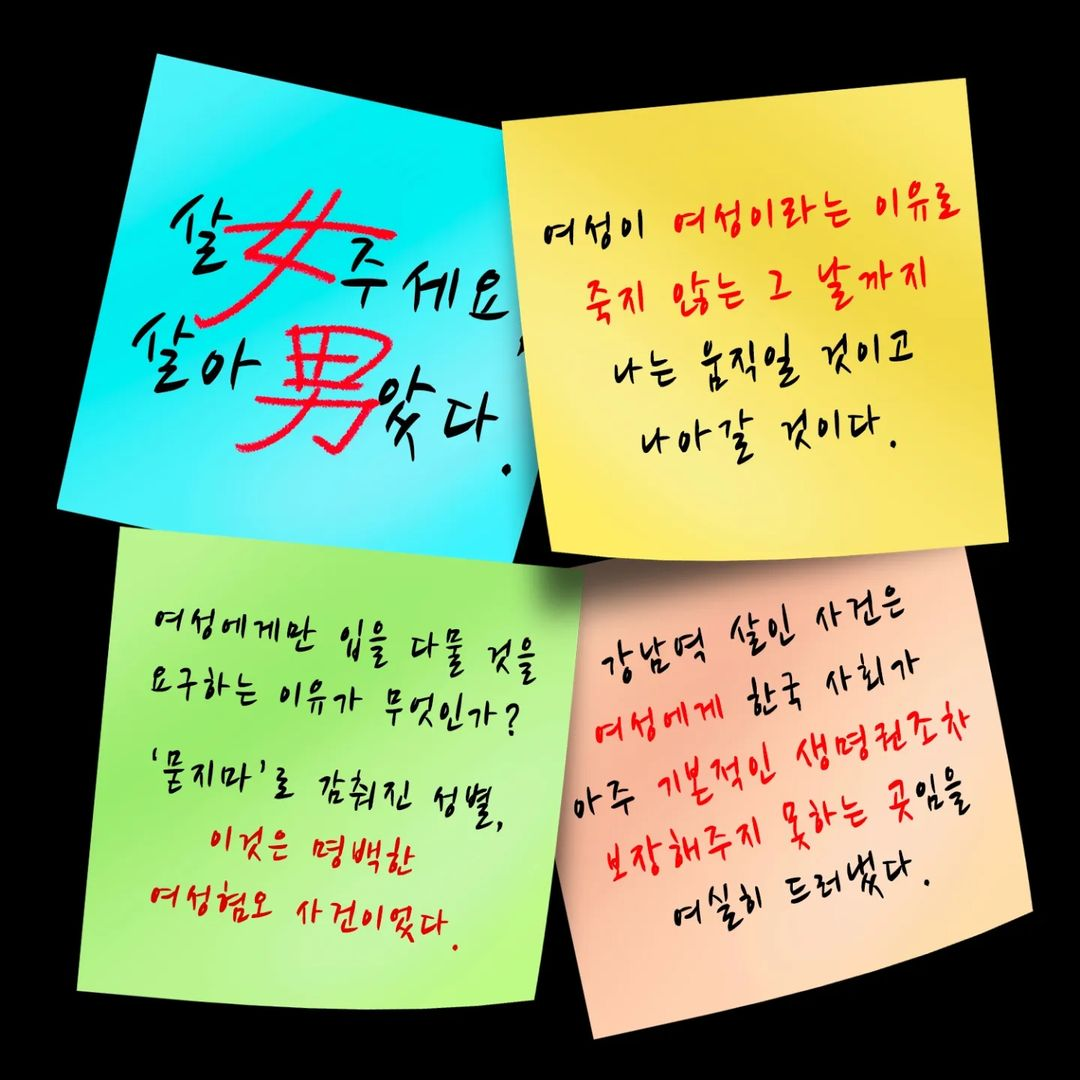 살女주세요,
살아男았다.
여성이 여성이라는 이유로
죽지 않는 그 날까지
나는 움직일 것이고
나아갈 것이다.
여성에게만 입을 다물 것을
요구하는 이유가 무엇인가?
'묻지마'로 감춰진 성별,
이것은 명백한
여성혐오 사건이었다.
강남역 살인 사건은
여성에게 한국 사회가
아주 기본적인 생명권조차
보장해주지 못하는 곳임을
여실히 드러냈다.